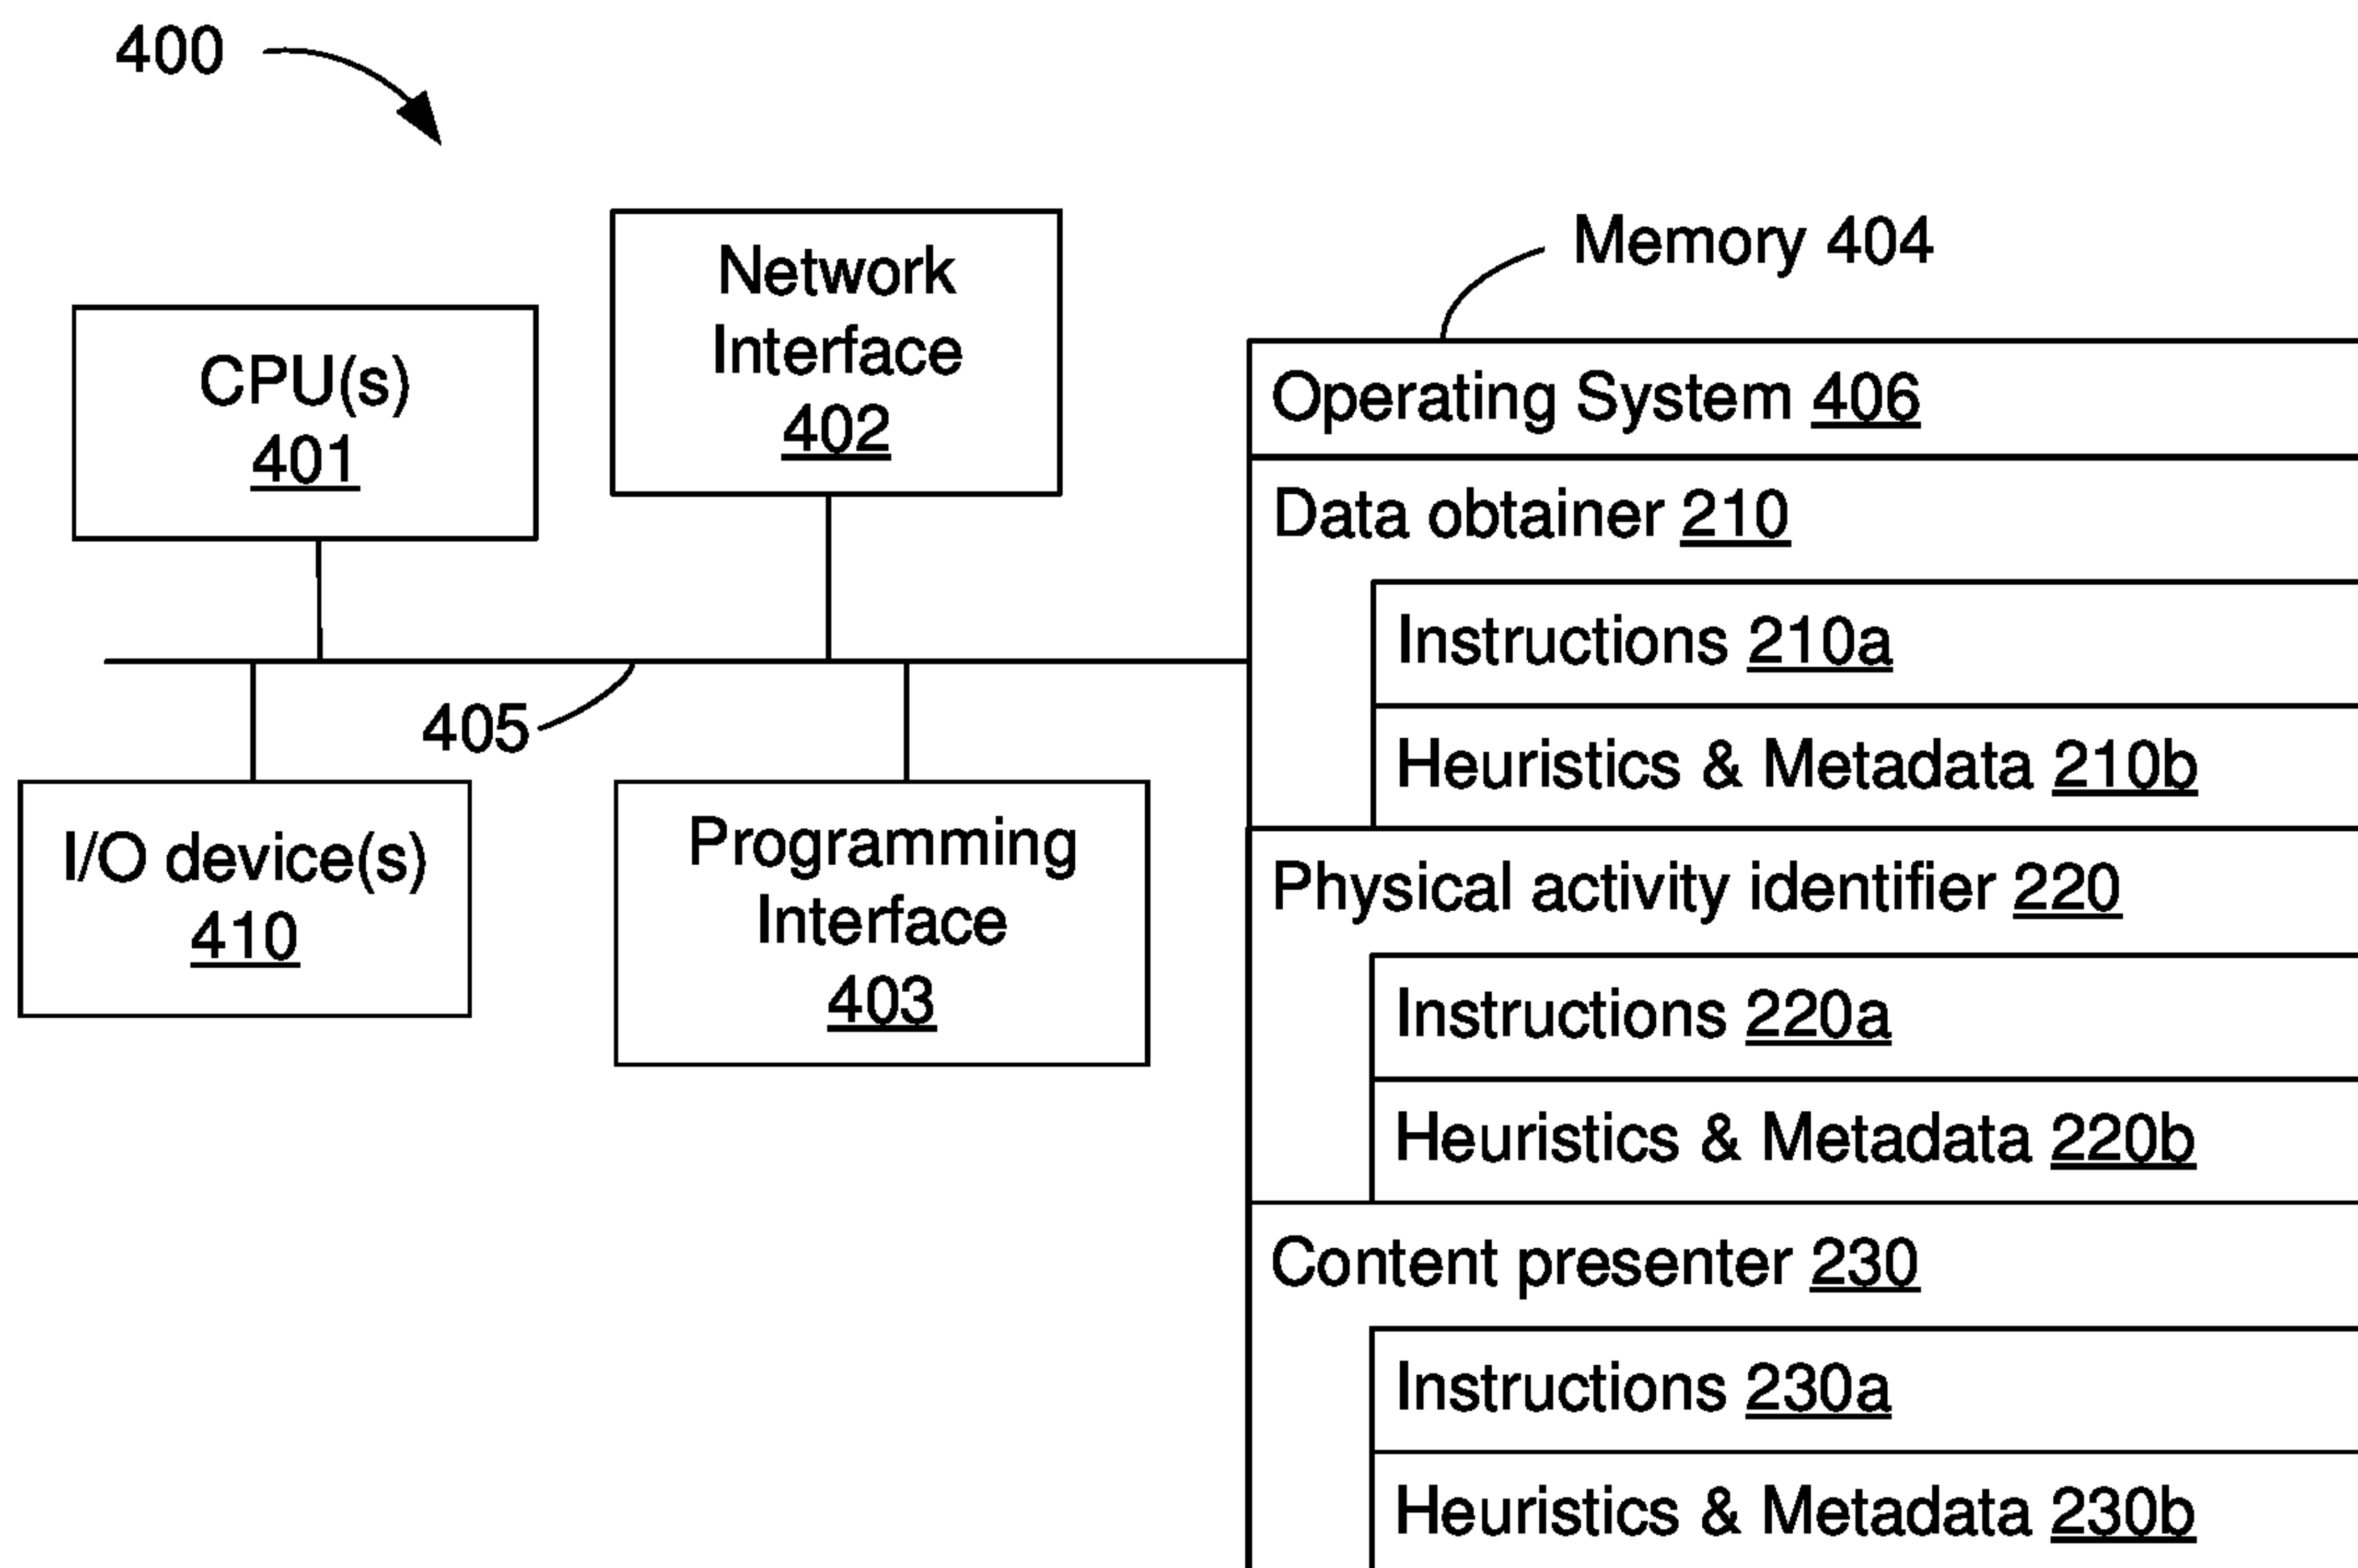 400
Network
Interface
402
CPU(s)
401
405
I/O device(s)
410
Programming
Interface
403
Memory 404
Operating System 406
Data obtainer 210
Instructions 210a
Heuristics & Metadata 210b
Physical activity identifier 220
Instructions 220a
Heuristics & Metadata 220b
Content presenter 230
Instructions 230a
Heuristics & Metadata 230b